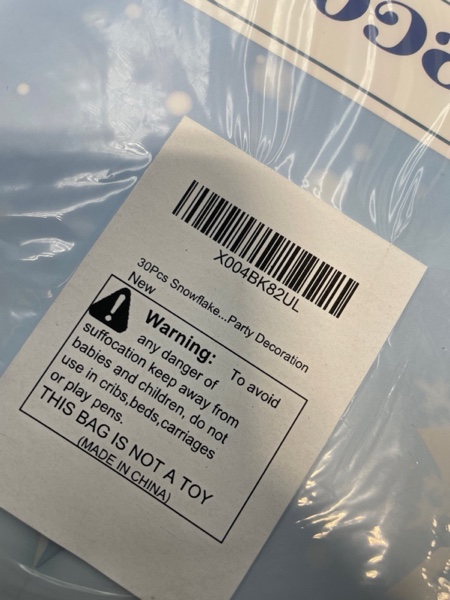 X004BK82UL
30Pcs Snowflake...Party Decoration
New
Warning: To avoid
any danger of
suffocation keep away from
babies and children, do not
use in cribs,beds,carriages
or play pens.
THIS BAG IS NOT A TOY
(MADE IN CHINA)